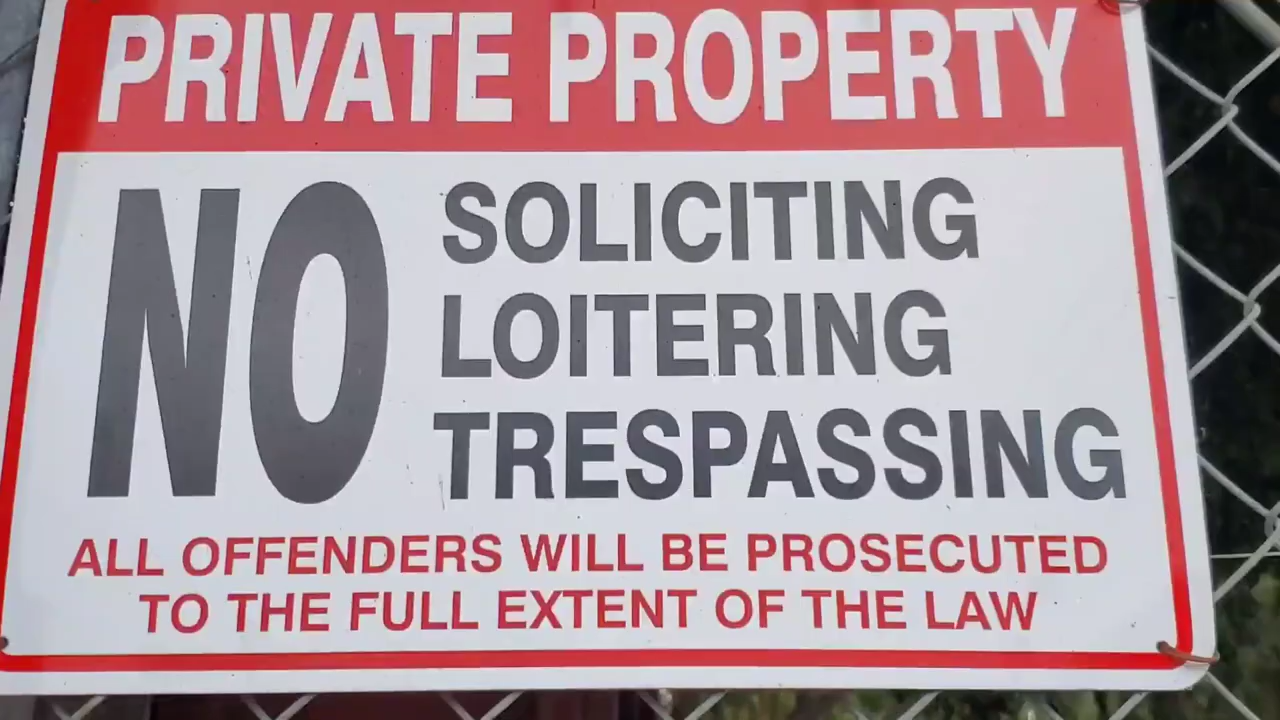 PRIVATE PROPERTY
NO
SOLICITING
LOITERING
TRESPASSING
ALL OFFENDERS WILL BE PROSECUTED
TO THE FULL EXTENT OF THE LAW